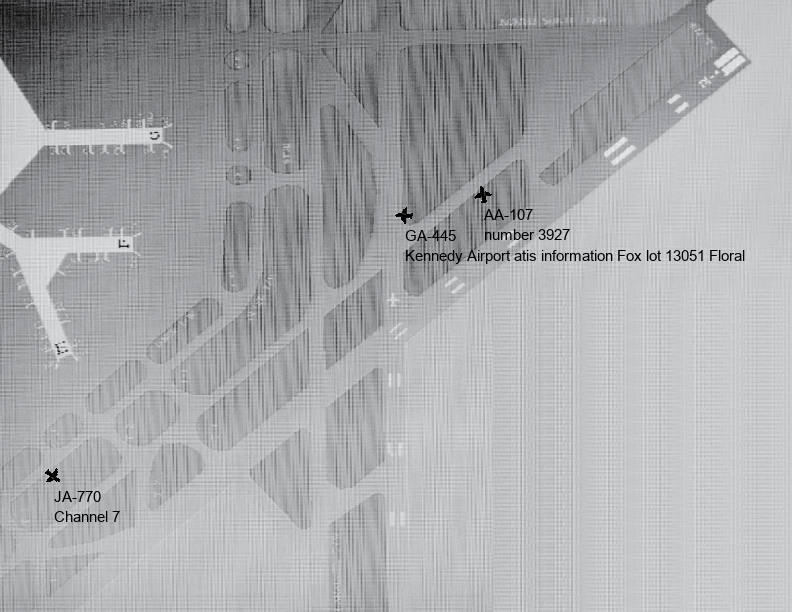 GA-445
AA-107
number 3927
Kennedy Airport atis information Fox lot 13051 Floral
JA-770
Channel 7